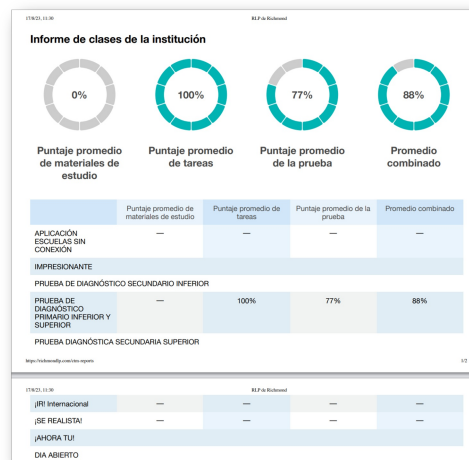 17/8/23, 11:30 RLP de Richmond
Informe de clases de la institución
0% 100% 77% 88%
Puntaje promedio de materiales de estudio
Puntaje promedio de tareas
Puntaje promedio de la prueba
Promedio combinado
Puntaje promedio de materiales de estudio
Puntaje promedio de tareas
Puntaje promedio de la prueba
Promedio combinado
APLICACIÓN ESCUELAS SIN CONEXIÓN — — — —
IMPRESIONANTE
PRUEBA DE DIAGNÓSTICO SECUNDARIO INFERIOR
PRUEBA DE DIAGNÓSTICO PRIMARIO INFERIOR Y SUPERIOR — 100% 77% 88%
PRUEBA DIAGNÓSTICA SECUNDARIA SUPERIOR
https://richmondlp.com/cms-reports 1/2
17/8/23, 11:30 RLP de Richmond
¡IR! Internacional — — — —
¡SE REALISTA! — — — —
¡AHORA TU!
DIA ABIERTO